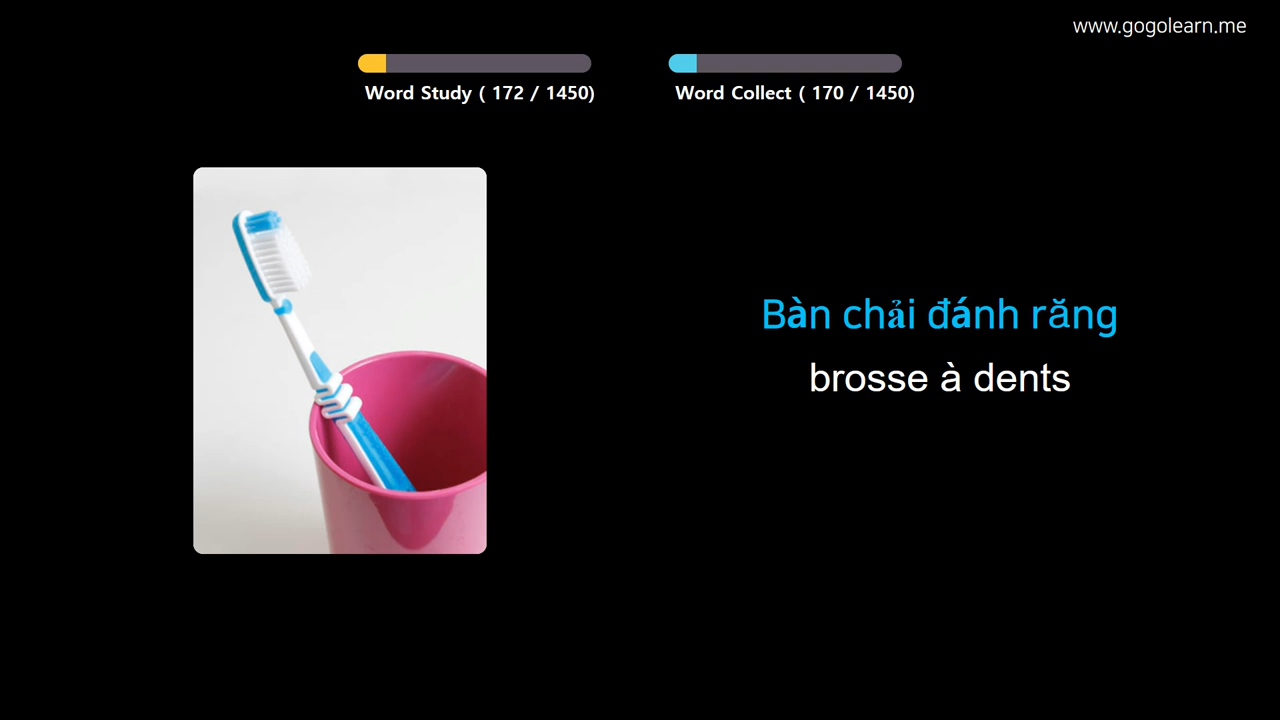 www.gogolearn.me
Word Study ( 172 / 1450)
Word Collect ( 170 / 1450)
Bàn chải đánh răng
brosse à dents